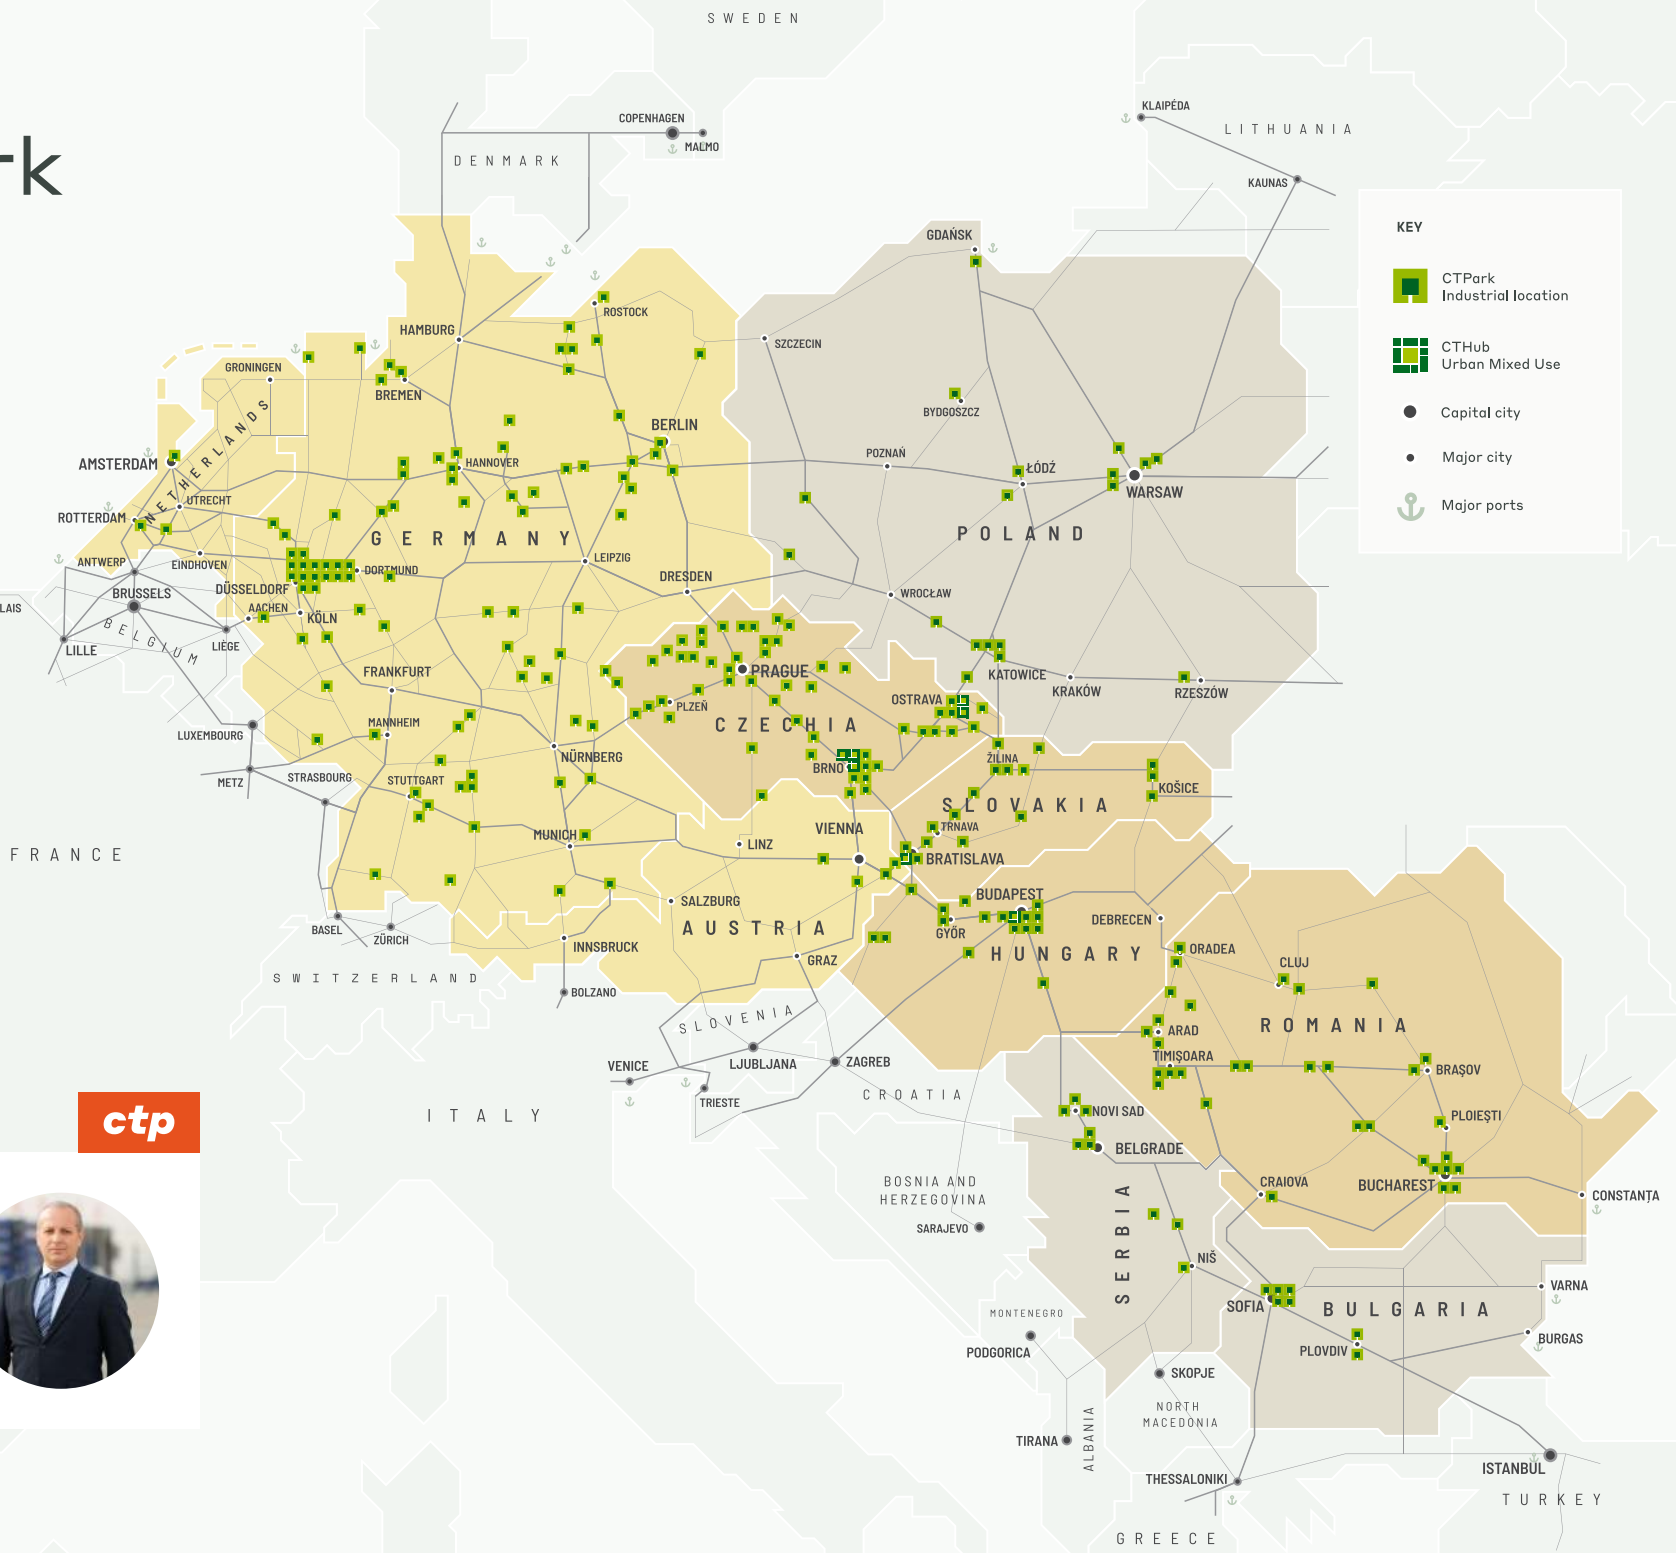 SWEDEN
rk
COPENHAGEN
MALMO
DENMARK
KLAIPĖDA
LITHUANIA
KAUNAS
KEY
CTPark
Industrial location
CTHub
Urban Mixed Use
Capital city
Major city
Major ports
GDAŃSK
ROSTOCK
HAMBURG
SZCZECIN
GRONINGEN
BREMEN
BYDGOSZCZ
BERLIN
NETHERLANDS
AMSTERDAM
HANNOVER
POZNAŃ
ŁÓDŹ
WARSAW
UTRECHT
ROTTERDAM
GERMANY
POLAND
ANTWERP
EINDHOVEN
LEIPZIG
DORTMUND
DRESDEN
DÜSSELDORF
BRUSSELS
WROCŁAW
LAIS
AACHEN
KÖLN
BELGIUM
LIÈGE
LILLE
FRANKFURT
PRAGUE
KATOWICE
KRAKÓW
RZESZÓW
OSTRAVA
PLZEŇ
MANNHEIM
CZECHIA
LUXEMBOURG
NÜRNBERG
ŽILINA
BRNO
METZ
STRASBOURG
STUTTGART
KOŠICE
SLOVAKIA
TRNAVA
VIENNA
MUNICH
LINZ
FRANCE
BRATISLAVA
BUDAPEST
SALZBURG
DEBRECEN
BASEL
ZÜRICH
AUSTRIA
GYŐR
INNSBRUCK
HUNGARY
ORADEA
GRAZ
CLUJ
SWITZERLAND
BOLZANO
SLOVENIA
ROMANIA
ARAD
TIMIȘOARA
VENICE
LJUBLJANA
ZAGREB
BRAȘOV
TRIESTE
CROATIA
NOVI SAD
ITALY
PLOIEȘTI
ctp
BELGRADE
BOSNIA AND
HERZEGOVINA
CRAIOVA
BUCHAREST
CONSTANȚA
SARAJEVO
SERBIA
NIŠ
VARNA
SOFIA
BULGARIA
MONTENEGRO
BURGAS
PODGORICA
PLOVDIV
SKOPJE
NORTH
MACEDONIA
TIRANA
ALBANIA
THESSALONIKI
ISTANBUL
TURKEY
GREECE